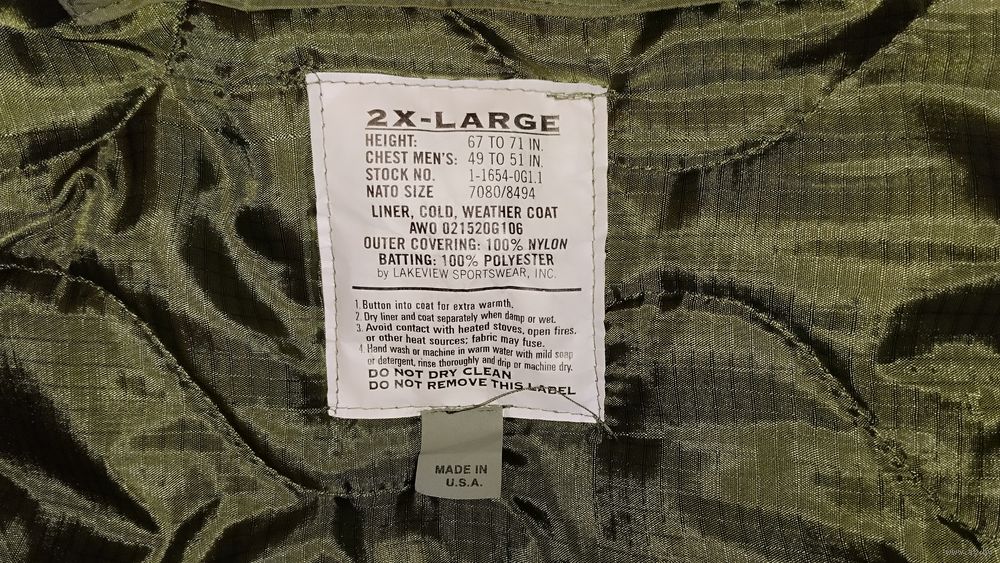 2X-LARGE
HEIGHT: 67 TO 71 IN.
CHEST MEN'S: 49 TO 51 IN.
STOCK NO. 1-1654-0G1.1
NATO SIZE 7080/8494
LINER, COLD, WEATHER COAT
AWO 021520G106
OUTER COVERING: 100% NYLON
BATTING: 100% POLYESTER
by LAKEVIEW SPORTSWEAR, INC.
1. Button into coat for extra warmth.
2. Dry liner and coat separately when damp or wet.
3. Avoid contact with heated stoves, open fires,
or other heat sources; fabric may fuse.
4. Hand wash or machine in warm water with mild soap
or detergent, rinse thoroughly and drip or machine dry.
DO NOT DRY CLEAN
DO NOT REMOVE THIS LABEL
MADE IN
U.S.A.